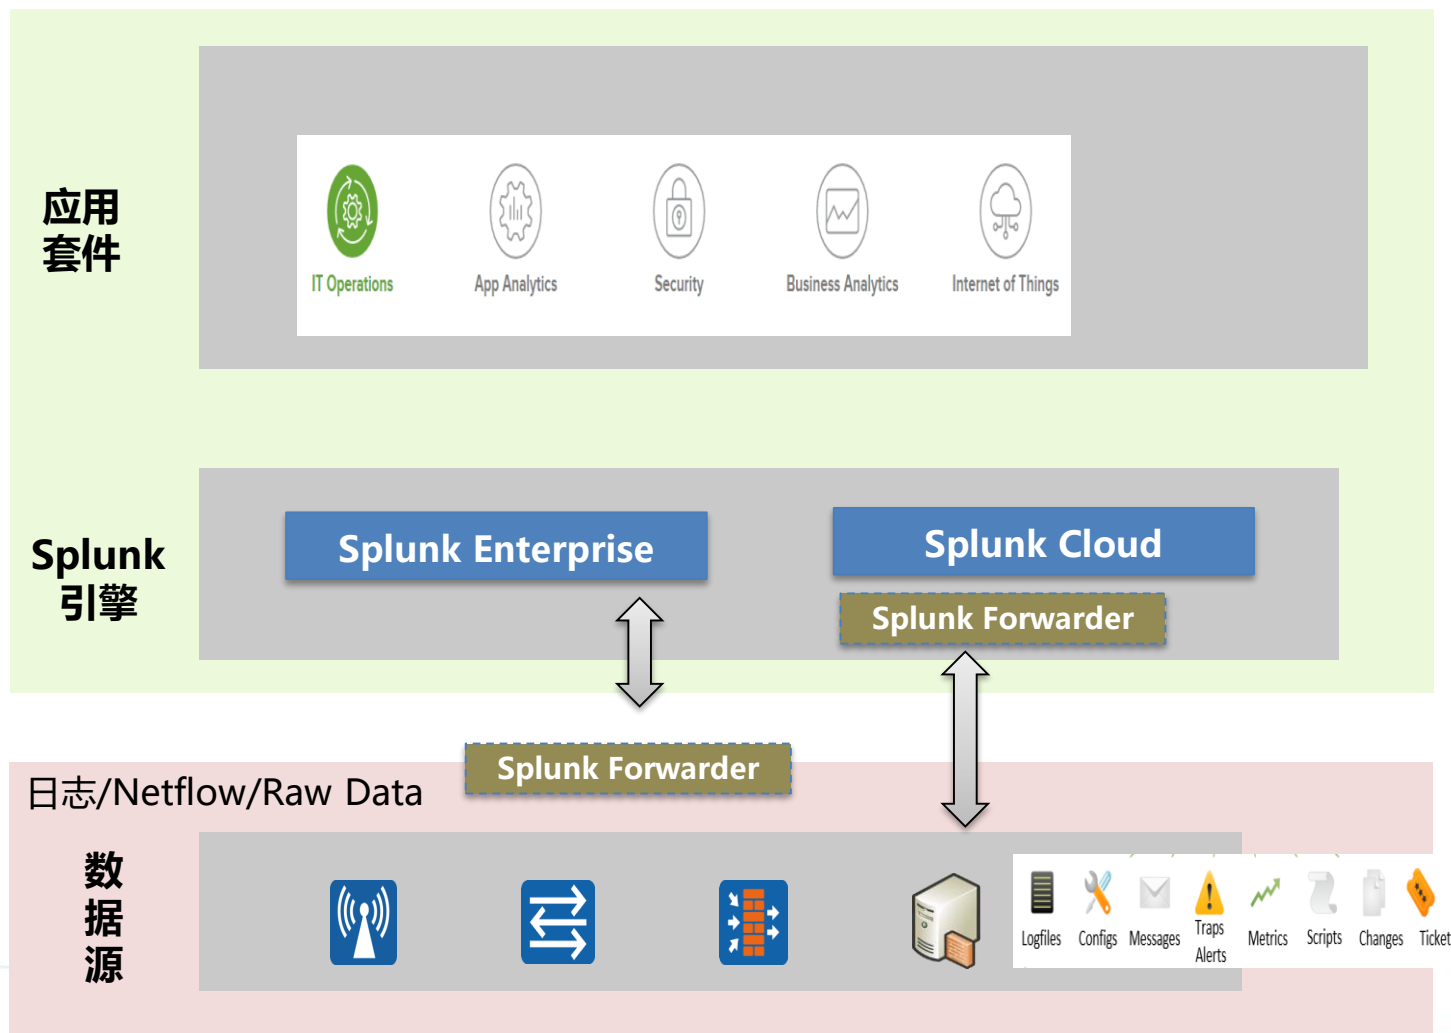 应用
套件
IT Operations
App Analytics
Security
Business Analytics
Internet of Things
Splunk
引擎
Splunk Enterprise
Splunk Cloud
Splunk Forwarder
Splunk Forwarder
日志/Netflow/Raw Data
数
据
源
Logfiles
Configs
Messages
Traps
Alerts
Metrics
Scripts
Changes
Ticket